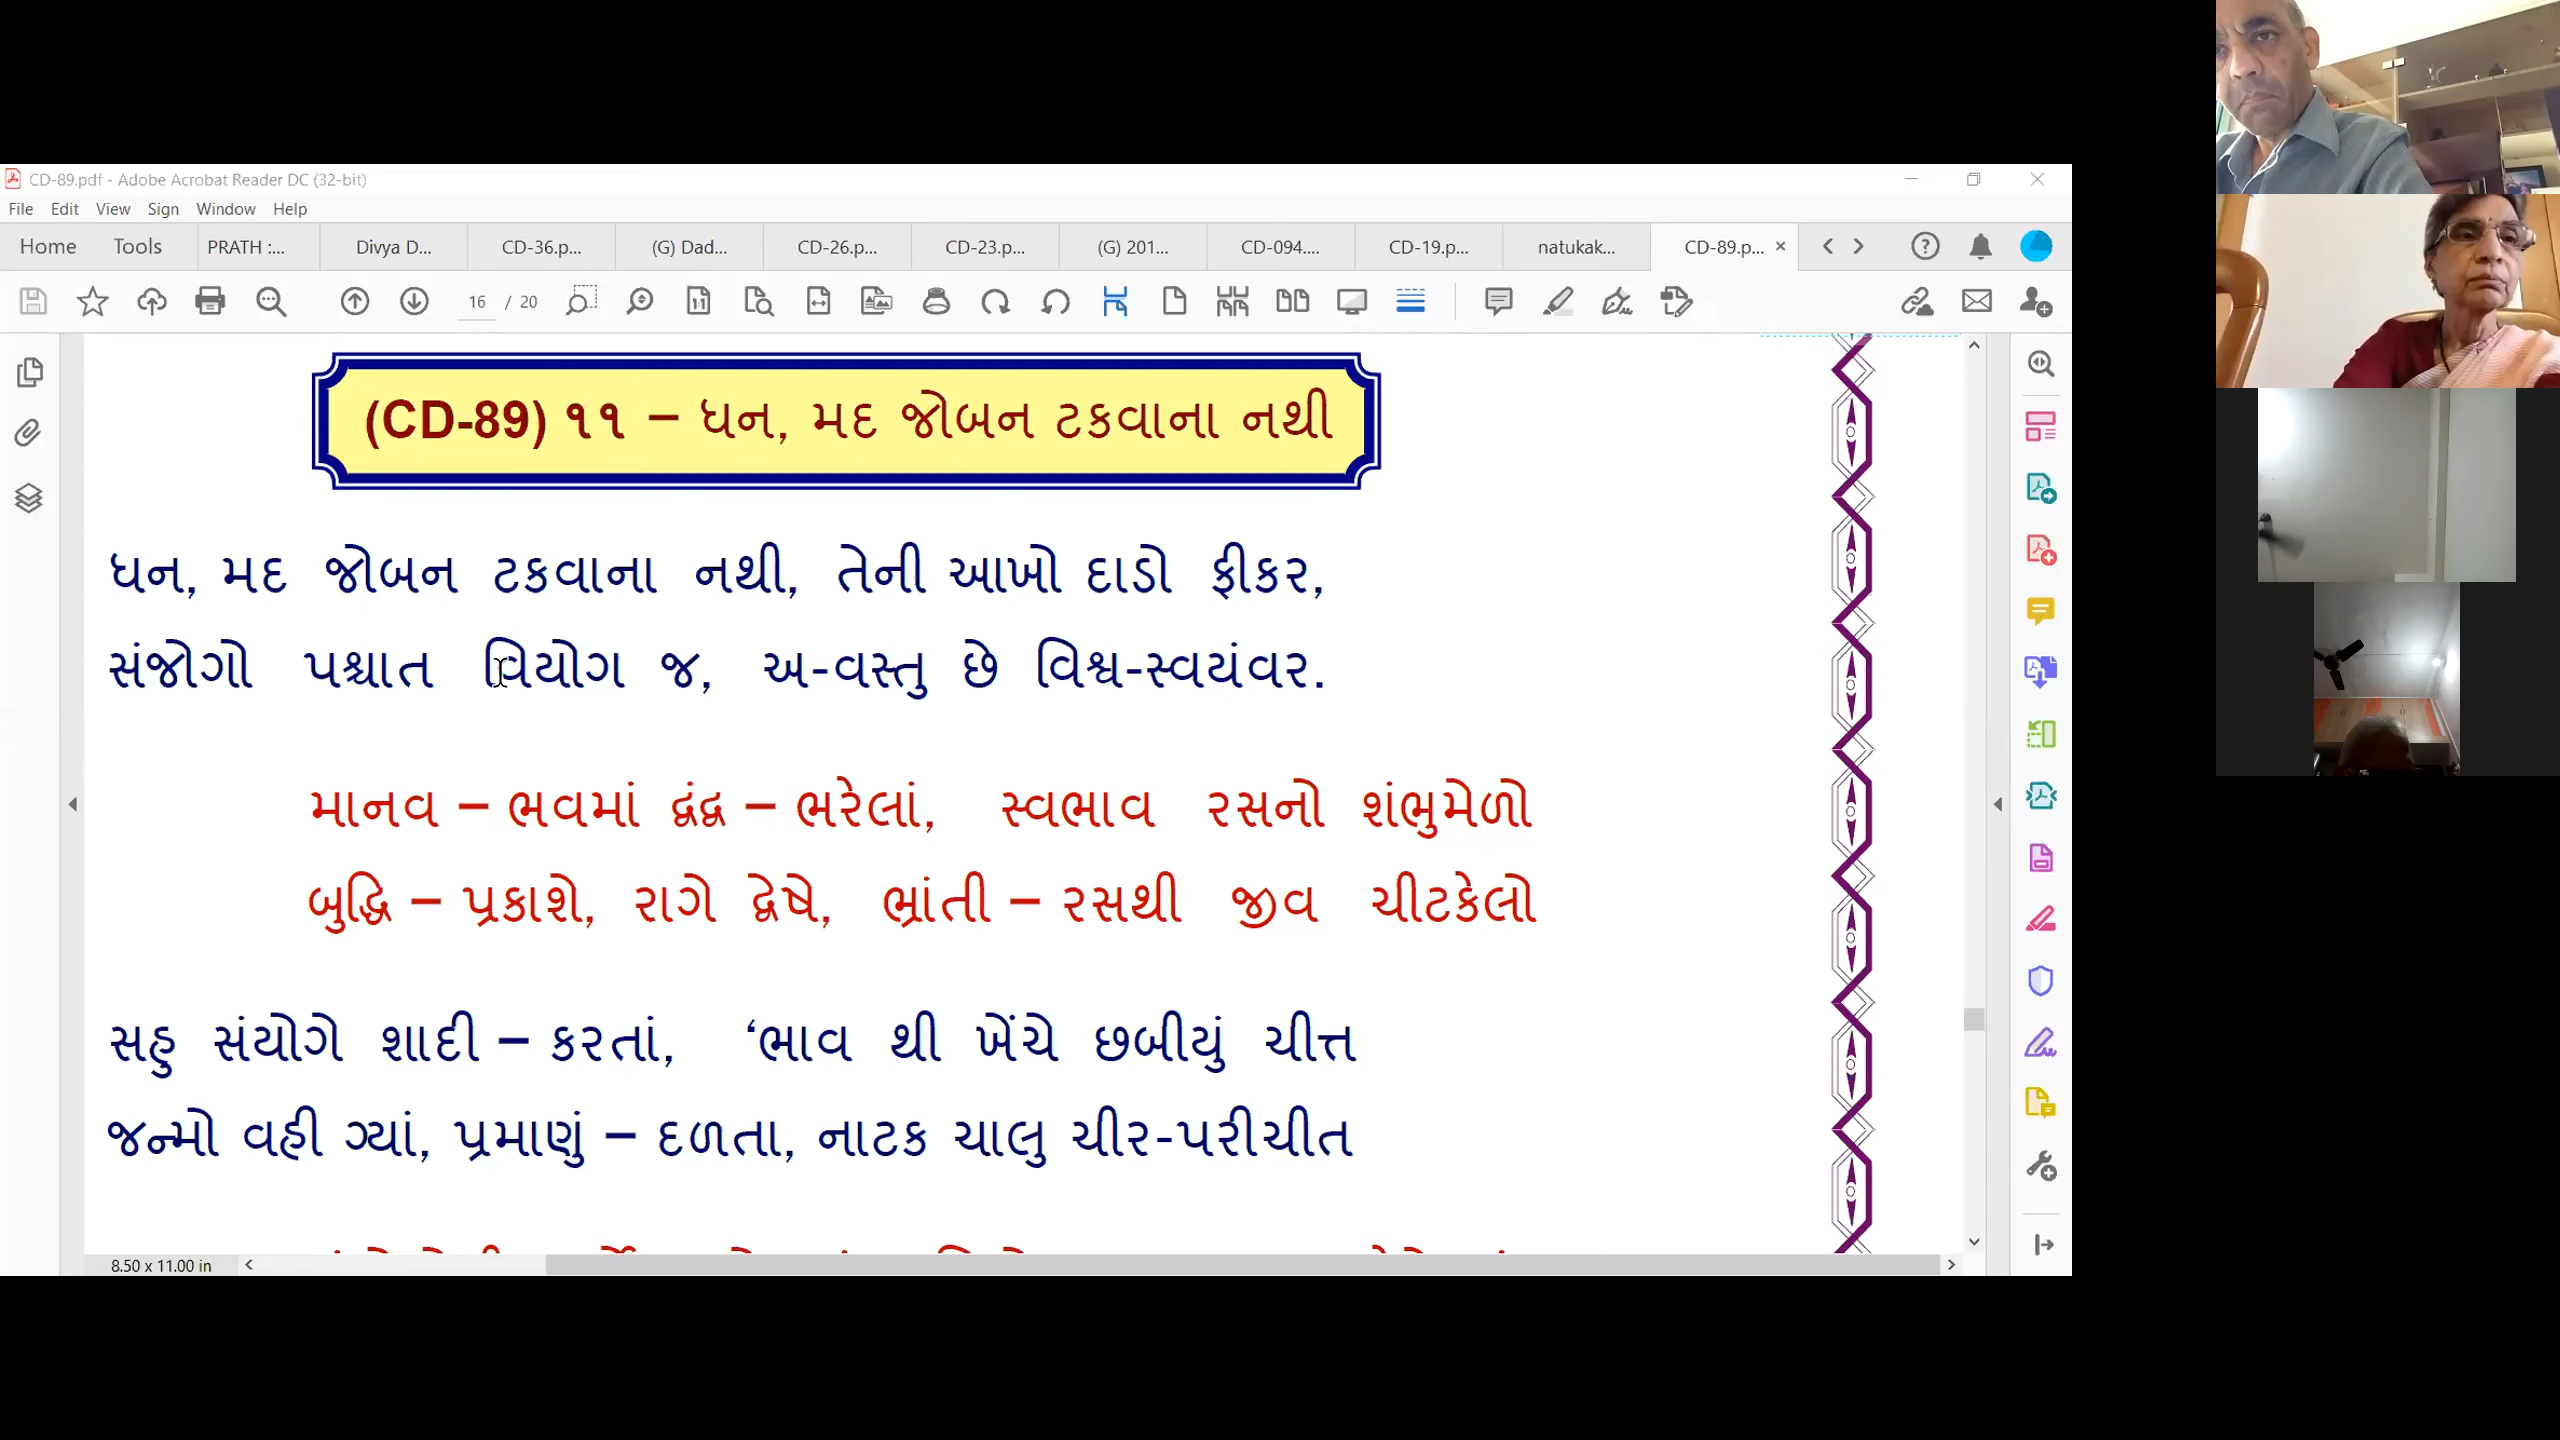 CD-89.pdf - Adobe Acrobat Reader DC (32-bit)
File Edit View Sign Window Help
Home Tools PRATH :... Divya D... CD-36.p... (G) Dad... CD-26.p... CD-23.p... (G) 201... CD-094.... CD-19.p... natukak... CD-89.p...
16 / 20
(CD-89) ૧૧ – ધન, મદ જોબન ટકવાના નથી
ધન, મદ જોબન ટકવાના નથી, તેની આખો દાડો ફીકર,
સંજોગો પશ્ચાત વિયોગ જ, અ-વસ્તુ છે વિશ્વ-સ્વયંવર.
માનવ – ભવમાં દ્વંદ્વ – ભરેલાં, સ્વભાવ રસનો શંભુમેળો
બુદ્ધિ – પ્રકાશે, રાગે દ્વેષે, ભ્રાંતી – રસથી જીવ ચીટકેલો
સહુ સંયોગે શાદી – કરતાં, ‘ભાવ થી ખેંચે છબીયું ચીત્ત
જન્મો વહી ગ્યાં, પ્રમાણું – દળતા, નાટક ચાલુ ચીર-પરીચીત
8.50 x 11.00 in